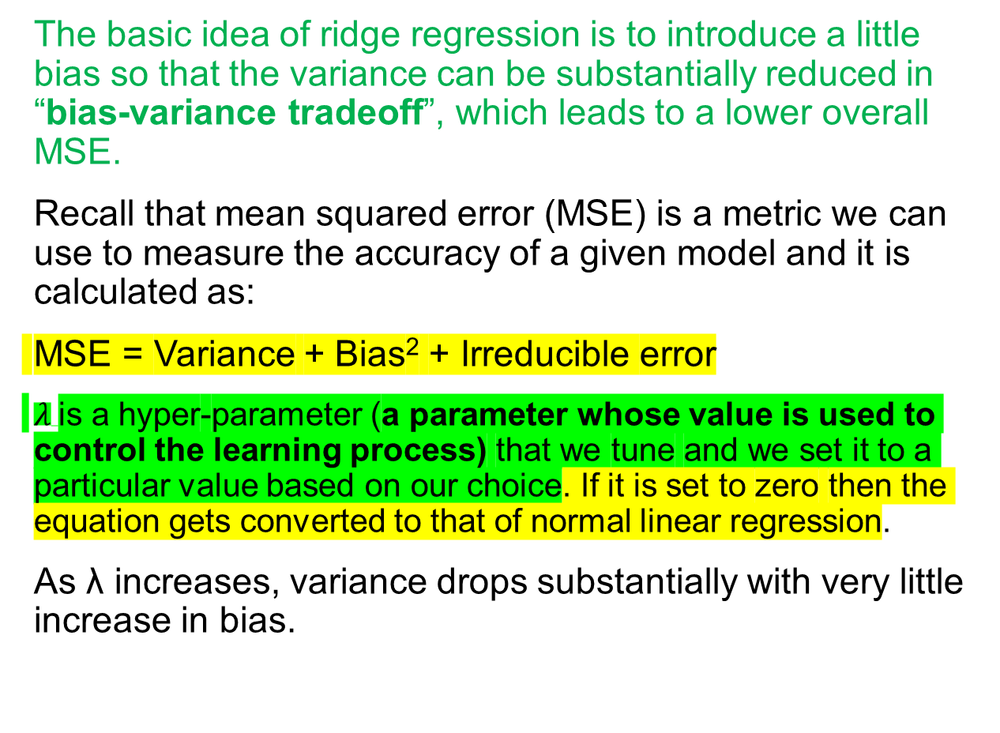 The basic idea of ridge regression is to introduce a little
bias so that the variance can be substantially reduced in
“bias-variance tradeoff”, which leads to a lower overall
MSE.
Recall that mean squared error (MSE) is a metric we can
use to measure the accuracy of a given model and it is
calculated as:
MSE = Variance + Bias² + Irreducible error
λ is a hyper-parameter (a parameter whose value is used to
control the learning process) that we tune and we set it to a
particular value based on our choice. If it is set to zero then the
equation gets converted to that of normal linear regression.
As λ increases, variance drops substantially with very little
increase in bias.